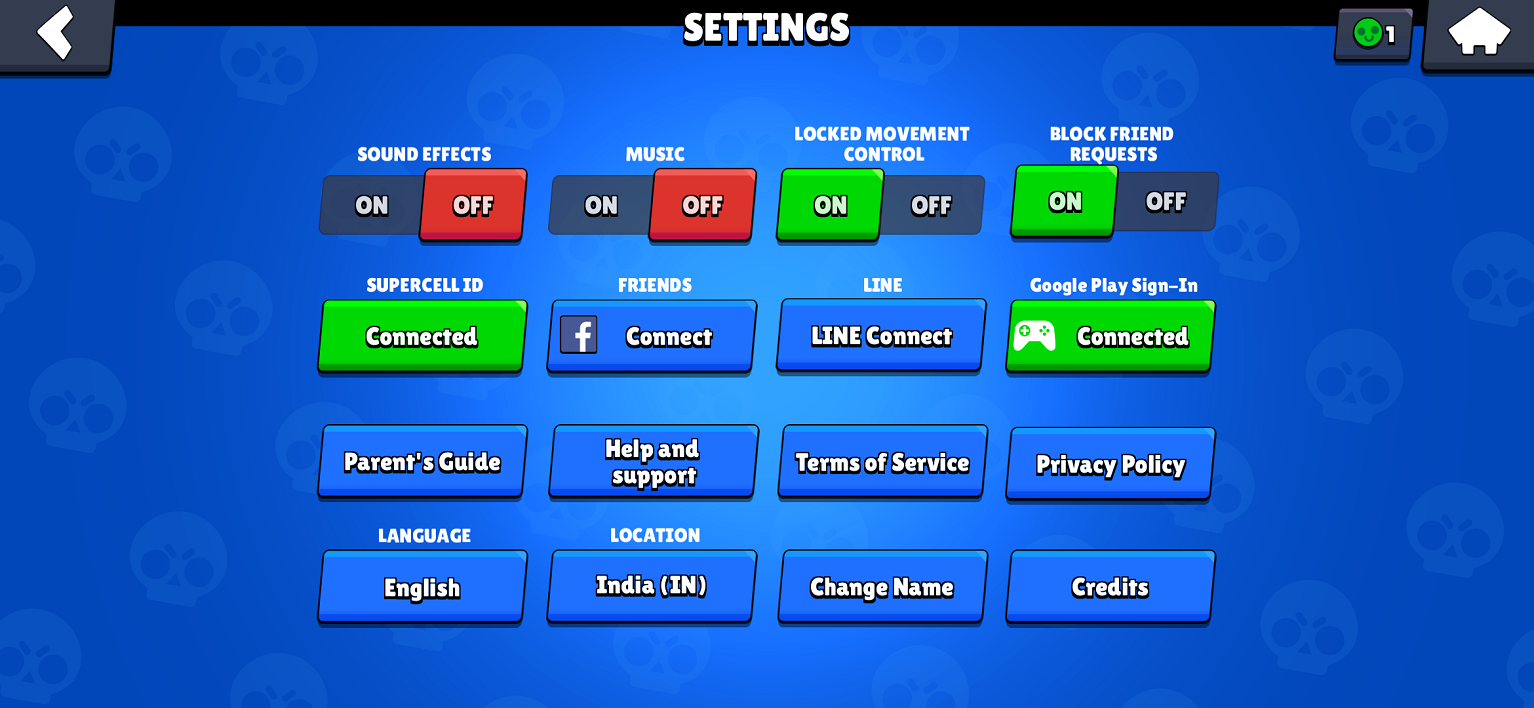 SETTINGS
1
SOUND EFFECTS
ON OFF
MUSIC
ON OFF
LOCKED MOVEMENT
CONTROL
ON OFF
BLOCK FRIEND
REQUESTS
ON OFF
SUPERCELL ID
Connected
FRIENDS
f Connect
LINE
LINE Connect
Google Play Sign-In
Connected
Parent's Guide
Help and
support
Terms of Service
Privacy Policy
LANGUAGE
English
LOCATION
India (IN)
Change Name
Credits